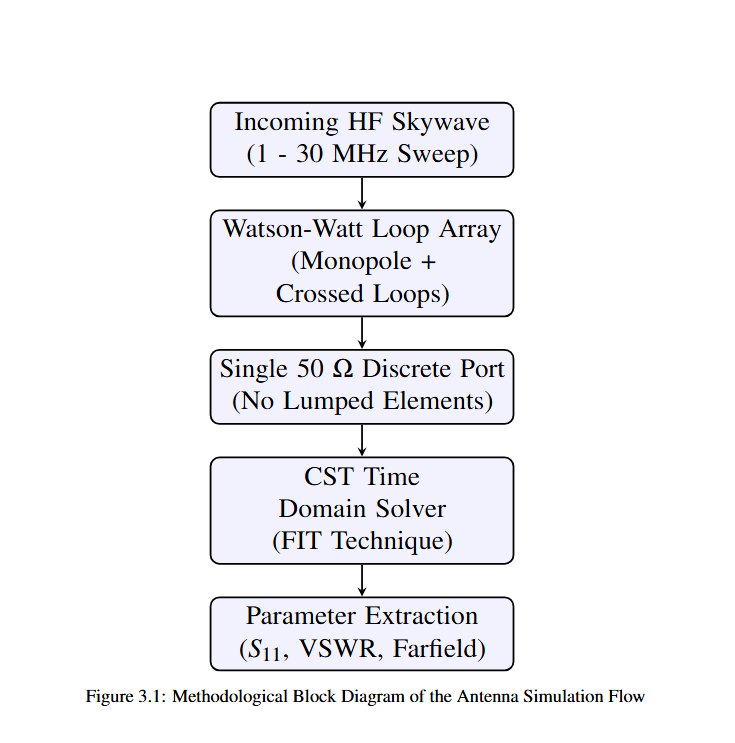 Incoming HF Skywave
(1 - 30 MHz Sweep)
Watson-Watt Loop Array
(Monopole +
Crossed Loops)
Single 50 Ω Discrete Port
(No Lumped Elements)
CST Time
Domain Solver
(FIT Technique)
Parameter Extraction
(S₁₁, VSWR, Farfield)
Figure 3.1: Methodological Block Diagram of the Antenna Simulation Flow